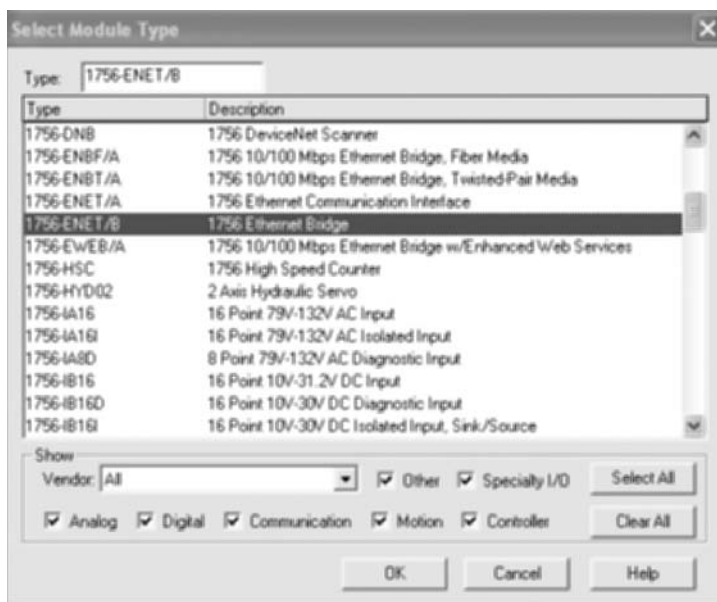 Select Module Type
Type: 1756-ENET/B
Type Description
1756-DNB 1756 DeviceNet Scanner
1756-ENBF/A 1756 10/100 Mbps Ethernet Bridge, Fiber Media
1756-ENBT/A 1756 10/100 Mbps Ethernet Bridge, Twisted-Pair Media
1756-ENET/A 1756 Ethernet Communication Interface
1756-ENET/B 1756 Ethernet Bridge
1756-EWEB/A 1756 10/100 Mbps Ethernet Bridge w/Enhanced Web Services
1756-HSC 1756 High Speed Counter
1756-HYD02 2 Axis Hydraulic Servo
1756-IA16 16 Point 79V-132V AC Input
1756-IA16I 16 Point 79V-132V AC Isolated Input
1756-IA8D 8 Point 79V-132V AC Diagnostic Input
1756-IB16 16 Point 10V-31.2V DC Input
1756-IB16D 16 Point 10V-30V DC Diagnostic Input
1756-IB16I 16 Point 10V-30V DC Isolated Input, Sink/Source
Show
Vendor: All Other Specialty I/O Select All
Analog Digital Communication Motion Controller Clear All
OK Cancel Help